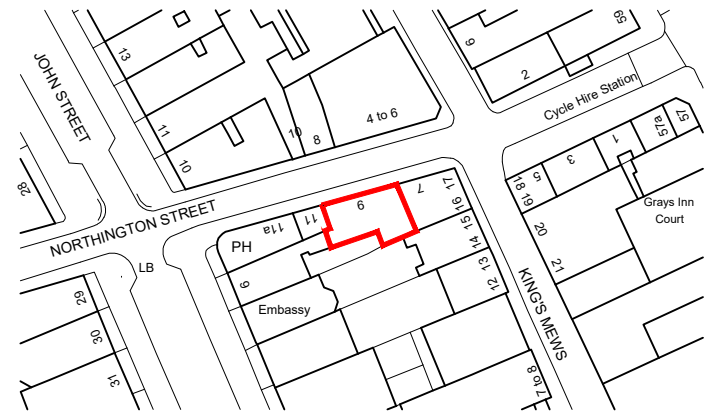 JOHN STREET
13
11
10
10
8
4 to 6
9
2
59
Cycle Hire Station
28
NORTHINGTON STREET
PH
11a
11
9
7
17
16
15
14
13
12
18
19
5
3
1
57a
57
Grays Inn
Court
20
21
KING'S MEWS
7 to 8
LB
9
Embassy
29
30
31